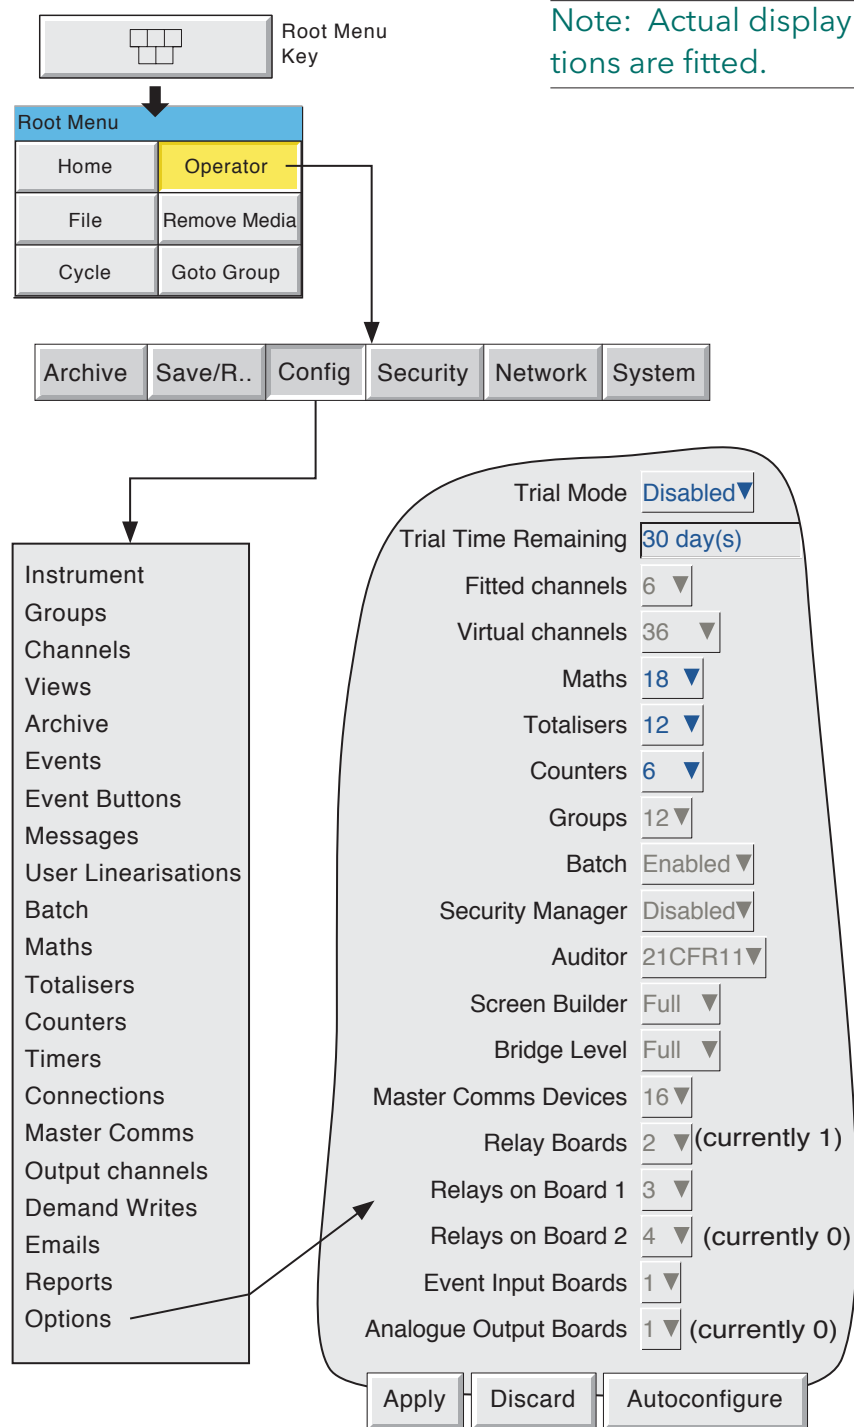 Root Menu
Key
Note: Actual display
tions are fitted.
Root Menu
Home
Operator
File
Remove Media
Cycle
Goto Group
Archive
Save/R..
Config
Security
Network
System
Instrument
Groups
Channels
Views
Archive
Events
Event Buttons
Messages
User Linearisations
Batch
Maths
Totalisers
Counters
Timers
Connections
Master Comms
Output channels
Demand Writes
Emails
Reports
Options
Trial Mode Disabled
Trial Time Remaining 30 day(s)
Fitted channels 6
Virtual channels 36
Maths 18
Totalisers 12
Counters 6
Groups 12
Batch Enabled
Security Manager Disabled
Auditor 21CFR11
Screen Builder Full
Bridge Level Full
Master Comms Devices 16
Relay Boards 2 (currently 1)
Relays on Board 1 3
Relays on Board 2 4 (currently 0)
Event Input Boards 1
Analogue Output Boards 1 (currently 0)
Apply
Discard
Autoconfigure